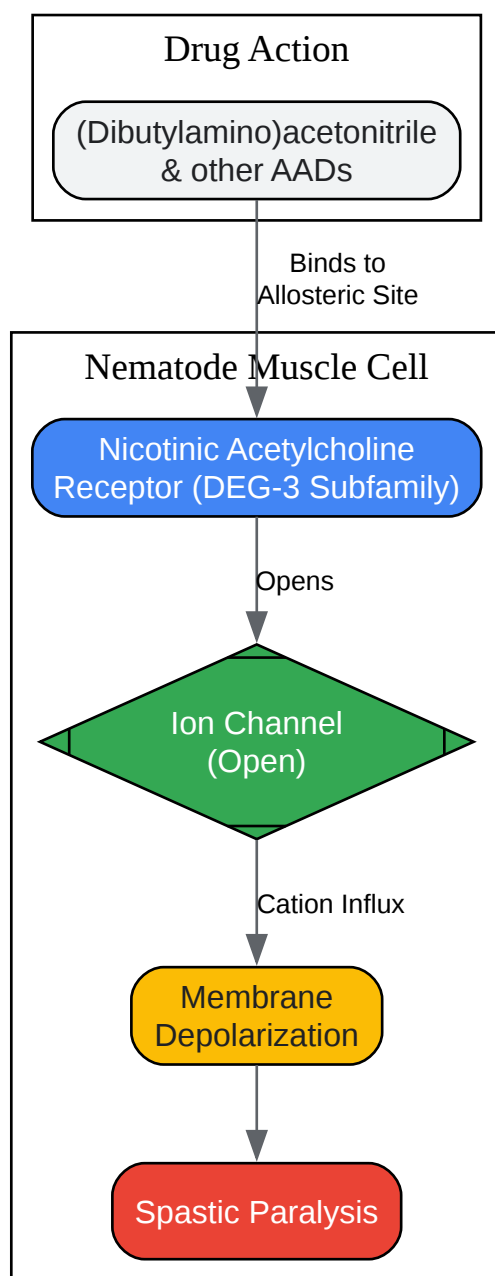 Drug Action
(Dibutylamino)acetonitrile
& other AADs
Binds to
Allosteric Site
Nematode Muscle Cell
Nicotinic Acetylcholine
Receptor (DEG-3 Subfamily)
Opens
Ion Channel
(Open)
Cation Influx
Membrane
Depolarization
Spastic Paralysis